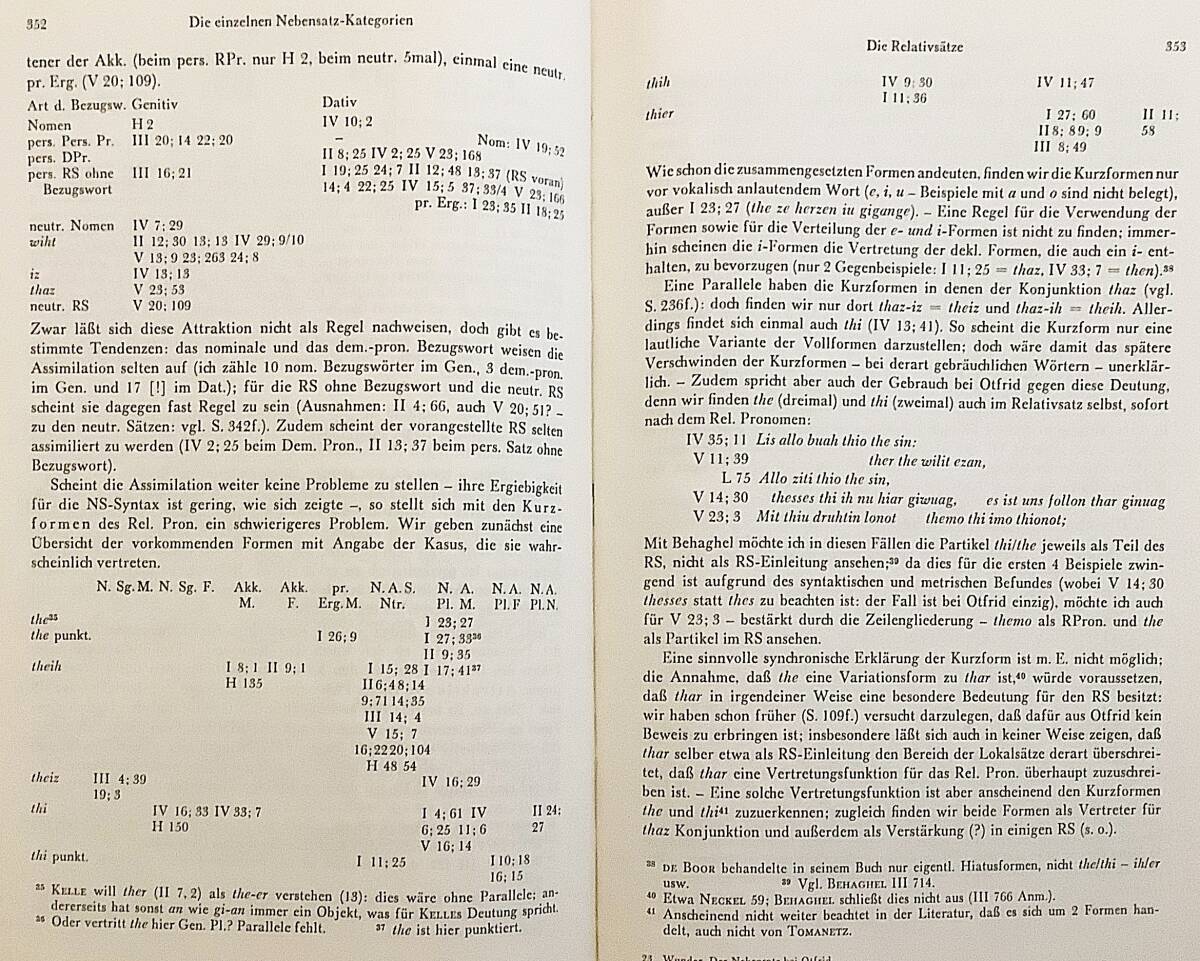 352 Die einzelnen Nebensatz-Kategorien
tener der Akk. (beim pers. RPr. nur H 2, beim neutr. 5mal), einmal eine neutr.
pr. Erg. (V 20; 109).
Art d. Bezugsw. Genitiv Dativ
Nomen H 2 IV 10; 2
pers. Pers. Pr. III 20; 14 22; 20 – Nom: IV 19; 52
pers. DPr. II 8; 25 IV 2; 25 V 23; 168
pers. RS ohne III 16; 21 I 19; 25 24; 7 II 12; 48 13; 37 (RS voran)
Bezugswort 14; 4 22; 25 IV 15; 5 37; 33/4 V 23; 166
pr. Erg.: I 23; 35 II 18; 25
neutr. Nomen IV 7; 29
wiht II 12; 30 13; 13 IV 29; 9/10
V 13; 9 23; 263 24; 8
iz IV 13; 13
thaz V 23; 53
neutr. RS V 20; 109
Zwar läßt sich diese Attraktion nicht als Regel nachweisen, doch gibt es be-
stimmte Tendenzen: das nominale und das dem.-pron. Bezugswort weisen die
Assimilation selten auf (ich zähle 10 nom. Bezugswörter im Gen., 3 dem.-pron.
im Gen. und 17 [!] im Dat.); für die RS ohne Bezugswort und die neutr. RS
scheint sie dagegen fast Regel zu sein (Ausnahmen: II 4; 66, auch V 20; 51? –
zu den neutr. Sätzen: vgl. S. 342f.). Zudem scheint der vorangestellte RS selten
assimiliert zu werden (IV 2; 25 beim Dem. Pron., II 13; 37 beim pers. Satz ohne
Bezugswort).
Scheint die Assimilation weiter keine Probleme zu stellen – ihre Ergiebigkeit
für die NS-Syntax ist gering, wie sich zeigte –, so stellt sich mit den Kurz-
formen des Rel. Pron. ein schwierigeres Problem. Wir geben zunächst eine
Übersicht der vorkommenden Formen mit Angabe der Kasus, die sie wahr-
scheinlich vertreten.
N. Sg. M. N. Sg. F. Akk. Akk. pr. N.A.S. N. A. N. A. N.A.
M. F. Erg.M. Ntr. Pl. M. Pl.F Pl.N.
the³⁵ I 23; 27
the punkt. I 26; 9 I 27; 33³⁶
II 9; 35
theih I 8; 1 II 9; 1 I 15; 28 I 17; 41³⁷
H 135 II 6; 48; 14
9; 71 14; 35
III 14; 4
V 15; 7
16; 22 20; 104
H 48 54
theiz III 4; 39 IV 16; 29
19; 3
thi IV 16; 33 IV 33; 7 I 4; 61 IV II 24;
H 150 6; 25 11; 6 27
V 16; 14
thi punkt. I 11; 25 I 10; 18
16; 15
³⁵ KELLE will ther (II 7, 2) als the-er verstehen (13): dies wäre ohne Parallele; an-
dererseits hat sonst an wie gi-an immer ein Objekt, was für KELLES Deutung spricht.
³⁶ Oder vertritt the hier Gen. Pl.? Parallele fehlt. ³⁷ the ist hier punktiert.
Die Relativsätze 353
thih IV 9; 30 IV 11; 47
I 11; 36
thier I 27; 60 II 11;
II 8; 8 9; 9 58
III 8; 49
Wie schon die zusammengesetzten Formen andeuten, finden wir die Kurzformen nur
vor vokalisch anlautendem Wort (e, i, u – Beispiele mit a und o sind nicht belegt),
außer I 23; 27 (the ze herzen iu gigange). – Eine Regel für die Verwendung der
Formen sowie für die Verteilung der e- und i-Formen ist nicht zu finden; immer-
hin scheinen die i-Formen die Vertretung der dekl. Formen, die auch ein i- ent-
halten, zu bevorzugen (nur 2 Gegenbeispiele: I 11; 25 = thaz, IV 33; 7 = then).³⁸
Eine Parallele haben die Kurzformen in denen der Konjunktion thaz (vgl.
S. 236f.); doch finden wir nur dort thaz-iz = theiz und thaz-ih = theih. Aller-
dings findet sich einmal auch thi (IV 13; 41). So scheint die Kurzform nur eine
lautliche Variante der Vollformen darzustellen; doch wäre damit das spätere
Verschwinden der Kurzformen – bei derart gebräuchlichen Wörtern – unerklär-
lich. – Zudem spricht aber auch der Gebrauch bei Otfrid gegen diese Deutung,
denn wir finden the (dreimal) und thi (zweimal) auch im Relativsatz selbst, sofort
nach dem Rel. Pronomen:
IV 35; 11 Lis allo buah thio the sin:
V 11; 39 ther the wilit ezan,
L 75 Allo ziti thio the sin,
V 14; 30 thesses thi ih nu hiar giwuag, es ist uns follon thar ginuag
V 23; 3 Mit thiu druhtin lonot themo thi imo thionot;
Mit Behaghel möchte ich in diesen Fällen die Partikel thi/the jeweils als Teil des
RS, nicht als RS-Einleitung ansehen;³⁹ da dies für die ersten 4 Beispiele zwin-
gend ist aufgrund des syntaktischen und metrischen Befundes (wobei V 14; 30
thesses statt thes zu beachten ist: der Fall ist bei Otfrid einzig), möchte ich auch
für V 23; 3 – bestärkt durch die Zeilengliederung – themo als RPron. und the
als Partikel im RS ansehen.
Eine sinnvolle synchronische Erklärung der Kurzform ist m. E. nicht möglich;
die Annahme, daß the eine Variationsform zu thar ist,⁴⁰ würde voraussetzen,
daß thar in irgendeiner Weise eine besondere Bedeutung für den RS besitzt:
wir haben schon früher (S. 109f.) versucht darzulegen, daß dafür aus Otfrid kein
Beweis zu erbringen ist; insbesondere läßt sich auch in keiner Weise zeigen, daß
thar selber etwa als RS-Einleitung den Bereich der Lokalsätze derart überschrei-
tet, daß thar eine Vertretungsfunktion für das Rel. Pron. überhaupt zuzuschrei-
ben ist. – Eine solche Vertretungsfunktion ist aber anscheinend den Kurzformen
the und thi⁴¹ zuzuerkennen; zugleich finden wir beide Formen als Vertreter für
thaz Konjunktion und außerdem als Verstärkung (?) in einigen RS (s. o.).
³⁸ DE BOOR behandelte in seinem Buch nur eigentl. Hiatusformen, nicht the/thi – ih/er
usw. ³⁹ Vgl. BEHAGHEL III 714.
⁴⁰ Etwa NECKEL 59; BEHAGHEL schließt dies nicht aus (III 766 Anm.).
⁴¹ Anscheinend nicht weiter beachtet in der Literatur, daß es sich um 2 Formen han-
delt, auch nicht von TOMANETZ.